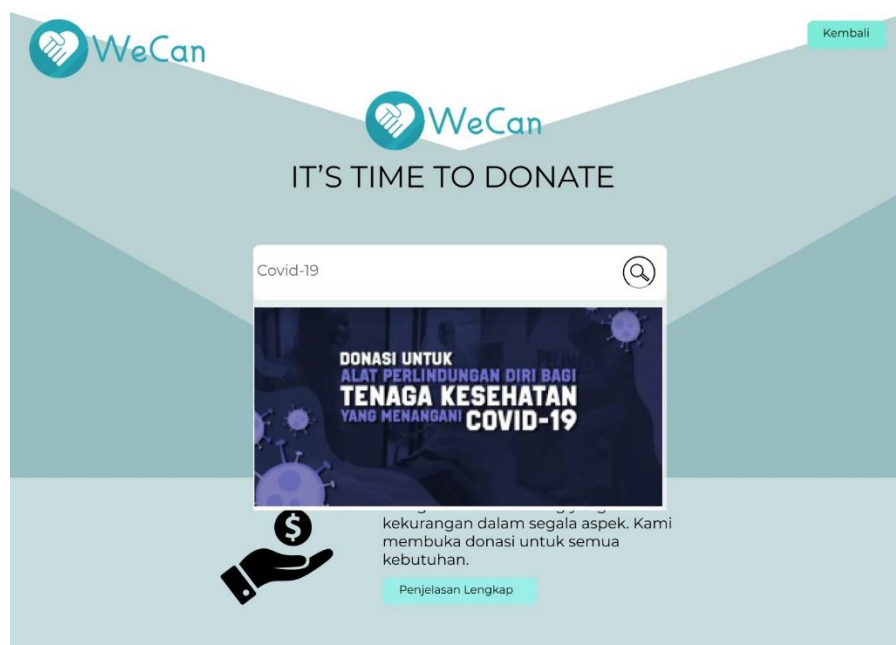 WeCan
Kembali
WeCan
IT'S TIME TO DONATE
Covid-19
DONASI UNTUK
ALAT PERLINDUNGAN DIRI BAGI
TENAGA KESEHATAN
YANG MENANGANI COVID-19
$
kekurangan dalam segala aspek. Kami
membuka donasi untuk semua
kebutuhan.
Penjelasan Lengkap